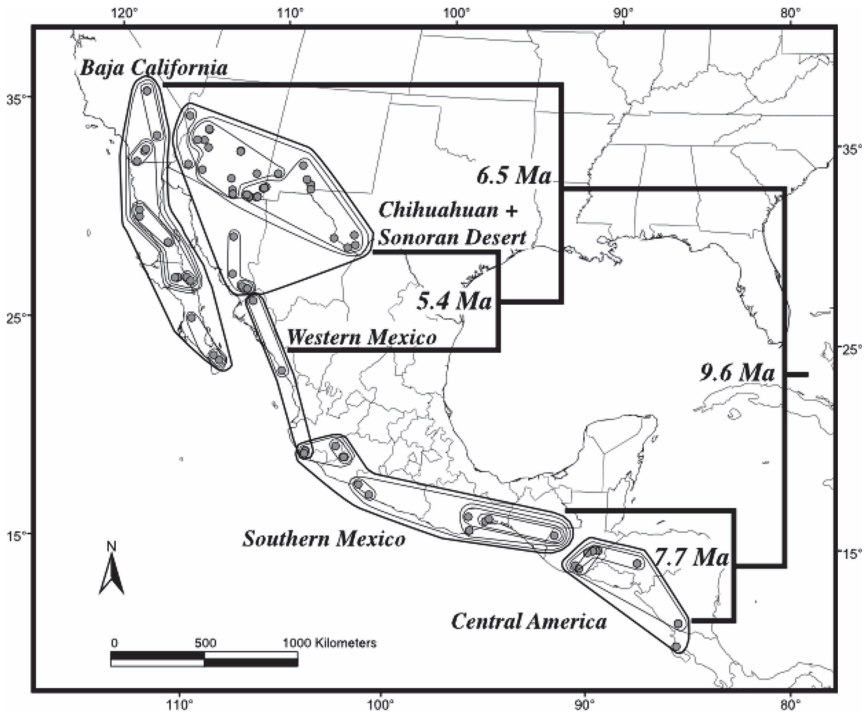 120° 110° 100° 90° 80°
Baja California
35°
35°
6.5 Ma
Chihuahuan +
Sonoran Desert
5.4 Ma
25°
Western Mexico
25°
9.6 Ma
Southern Mexico
15°
7.7 Ma
15°
N
Central America
0 500 1000 Kilometers
110° 100° 90° 80°